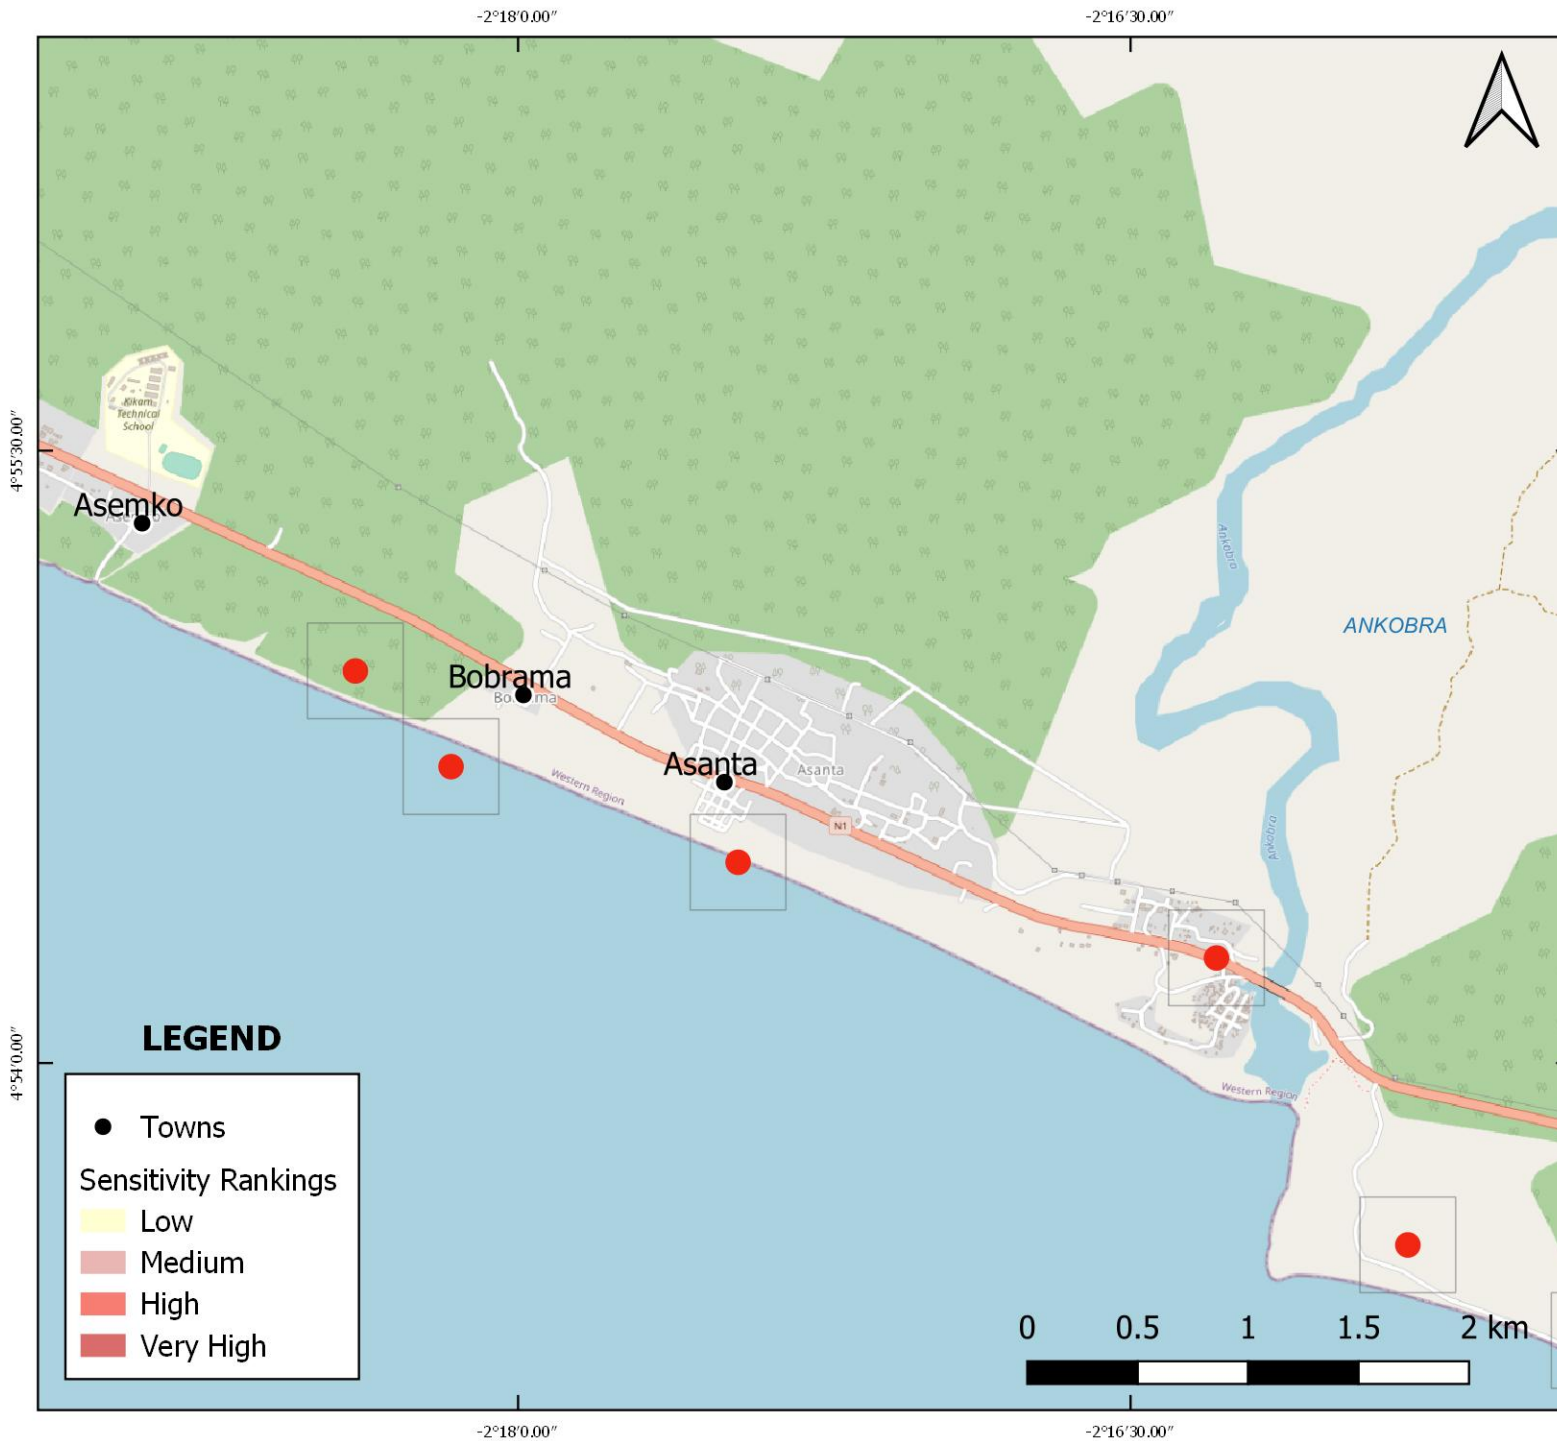 -2°18′0.00″
-2°16′30.00″
Kikam
Technical
School
4°55′30.00″
Asemko
Ankobra
ANKOBRA
Bobrama
Bobrama
Asanta
Asanta
Western Region
N1
Ankobra
4°54′0.00″
Western Region
LEGEND
Towns
Sensitivity Rankings
Low
Medium
High
Very High
0 0.5 1 1.5 2 km
-2°18′0.00″
-2°16′30.00″